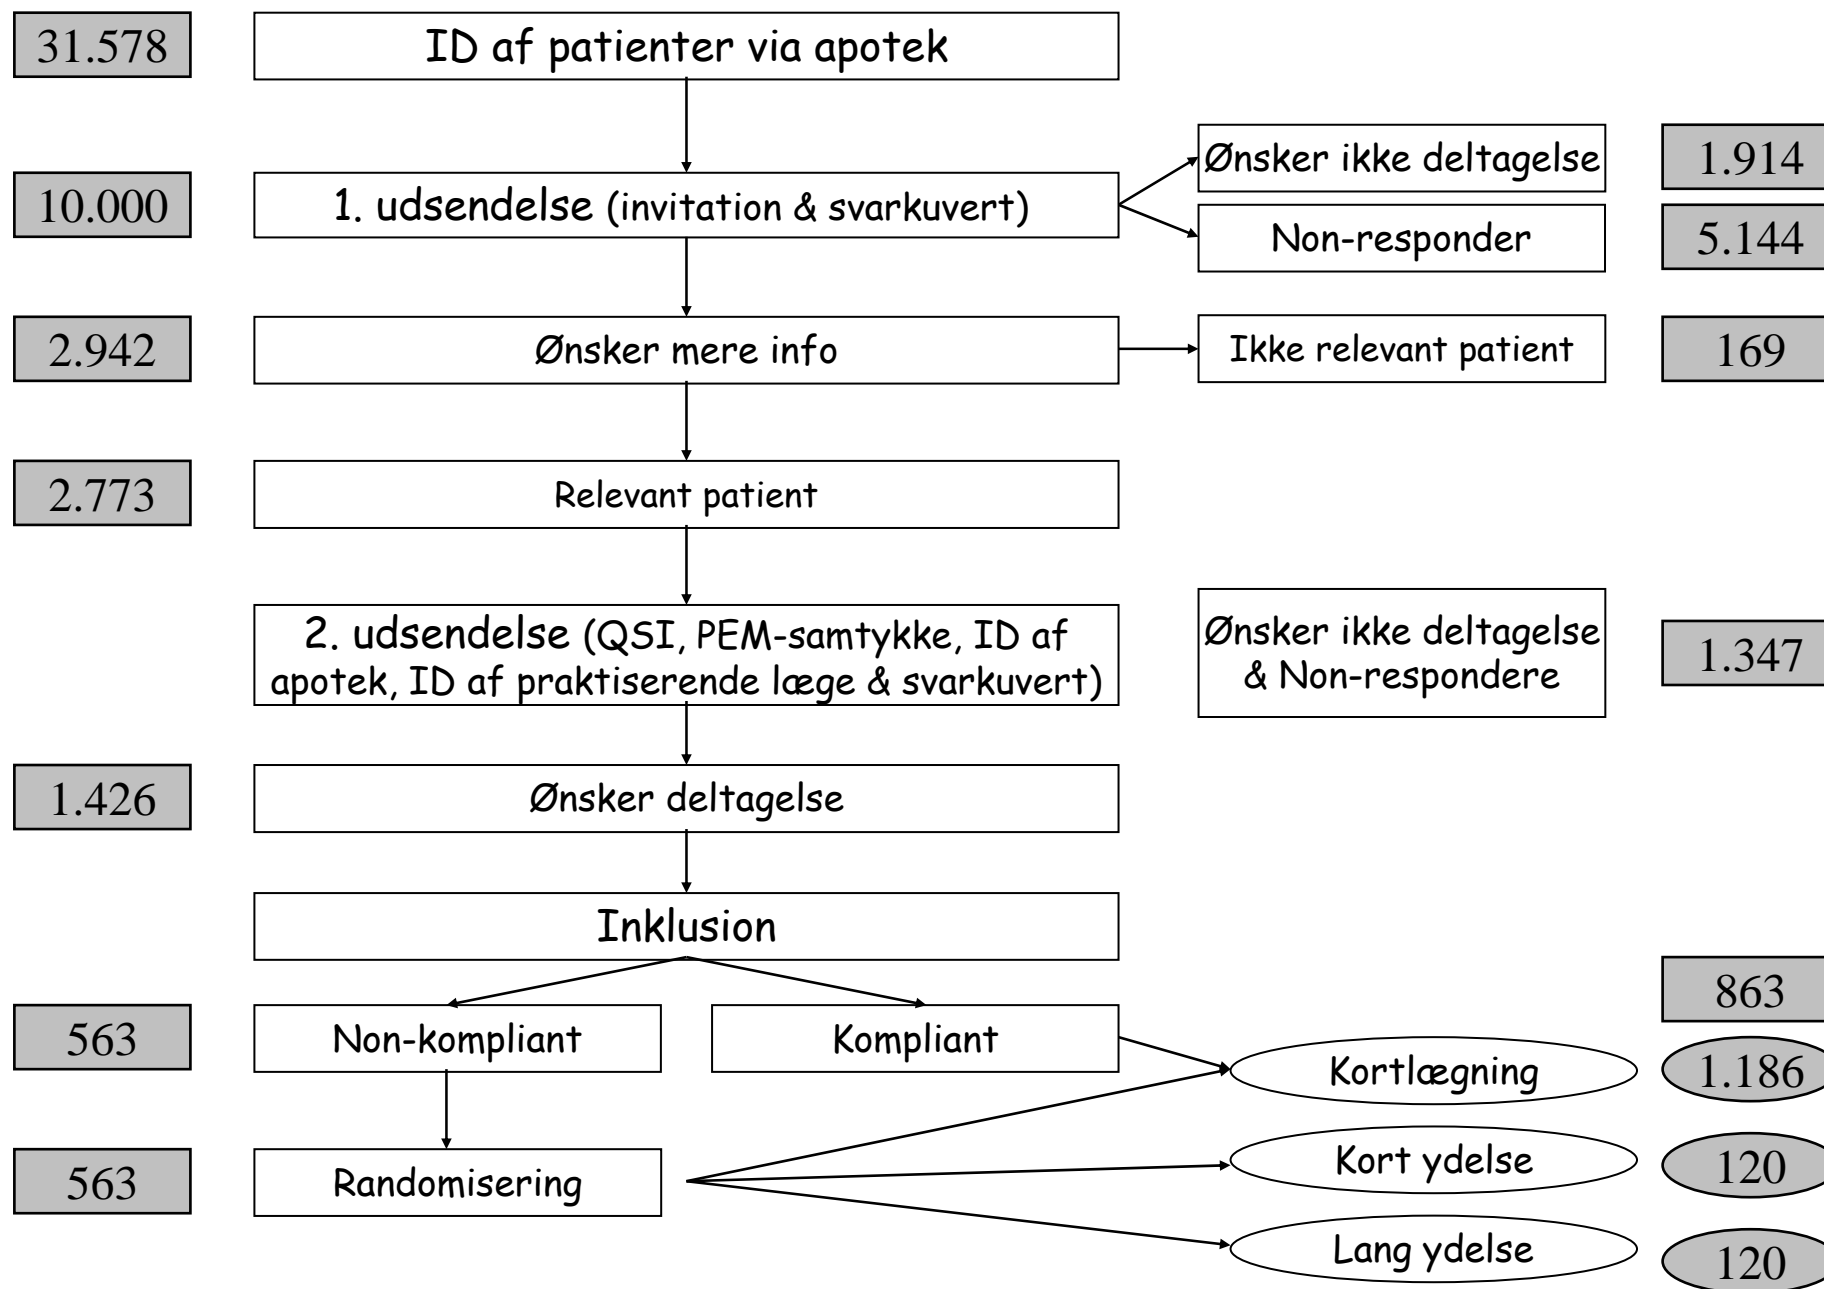 31.578
ID af patienter via apotek
Ønsker ikke deltagelse
1.914
10.000
1. udsendelse (invitation & svarkuvert)
Non-responder
5.144
2.942
Ønsker mere info
Ikke relevant patient
169
2.773
Relevant patient
2. udsendelse (QSI, PEM-samtykke, ID af
apotek, ID af praktiserende læge & svarkuvert)
Ønsker ikke deltagelse
& Non-respondere
1.347
1.426
Ønsker deltagelse
Inklusion
863
563
Non-kompliant
Kompliant
Kortlægning
1.186
563
Randomisering
Kort ydelse
120
Lang ydelse
120